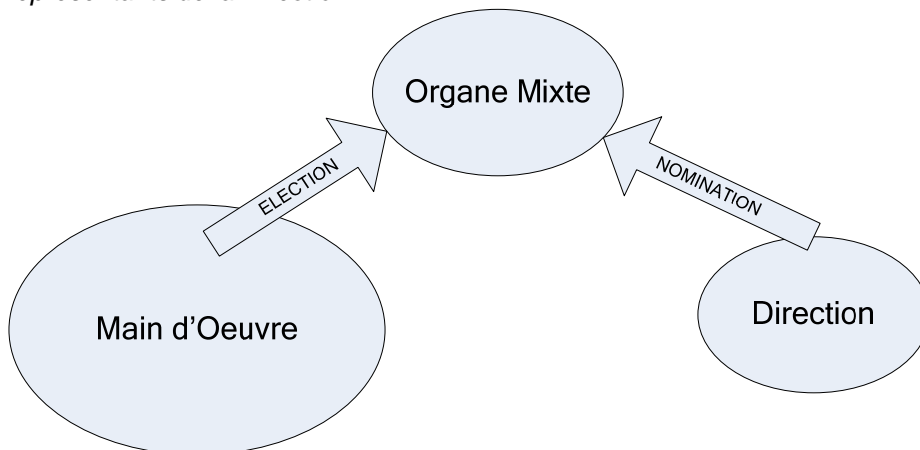 Organe Mixte
ELECTION
NOMINATION
Main d'Oeuvre
Direction